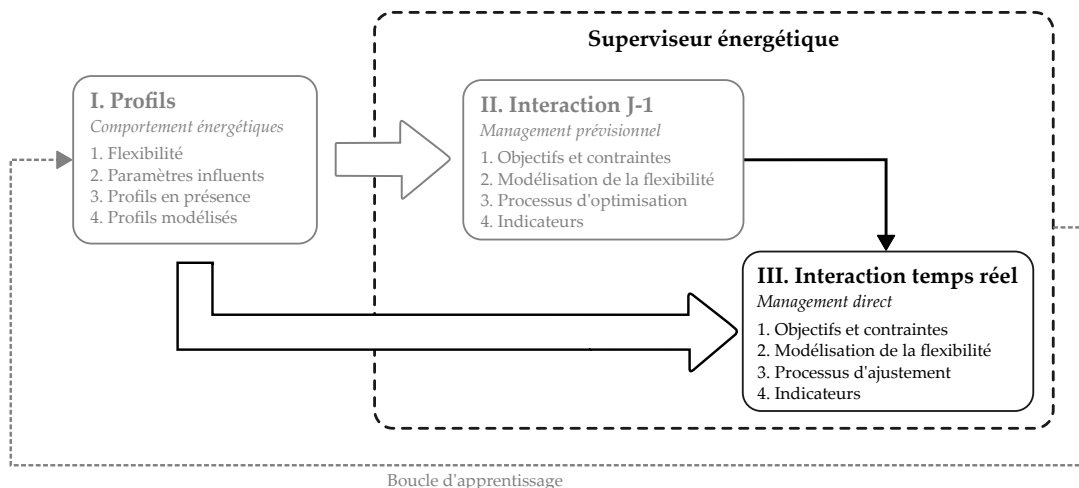 Superviseur énergétique
I. Profils
Comportement énergétiques
1. Flexibilité
2. Paramètres influents
3. Profils en présence
4. Profils modélisés
II. Interaction J-1
Management prévisionnel
1. Objectifs et contraintes
2. Modélisation de la flexibilité
3. Processus d'optimisation
4. Indicateurs
III. Interaction temps réel
Management direct
1. Objectifs et contraintes
2. Modélisation de la flexibilité
3. Processus d'ajustement
4. Indicateurs
Boucle d'apprentissage